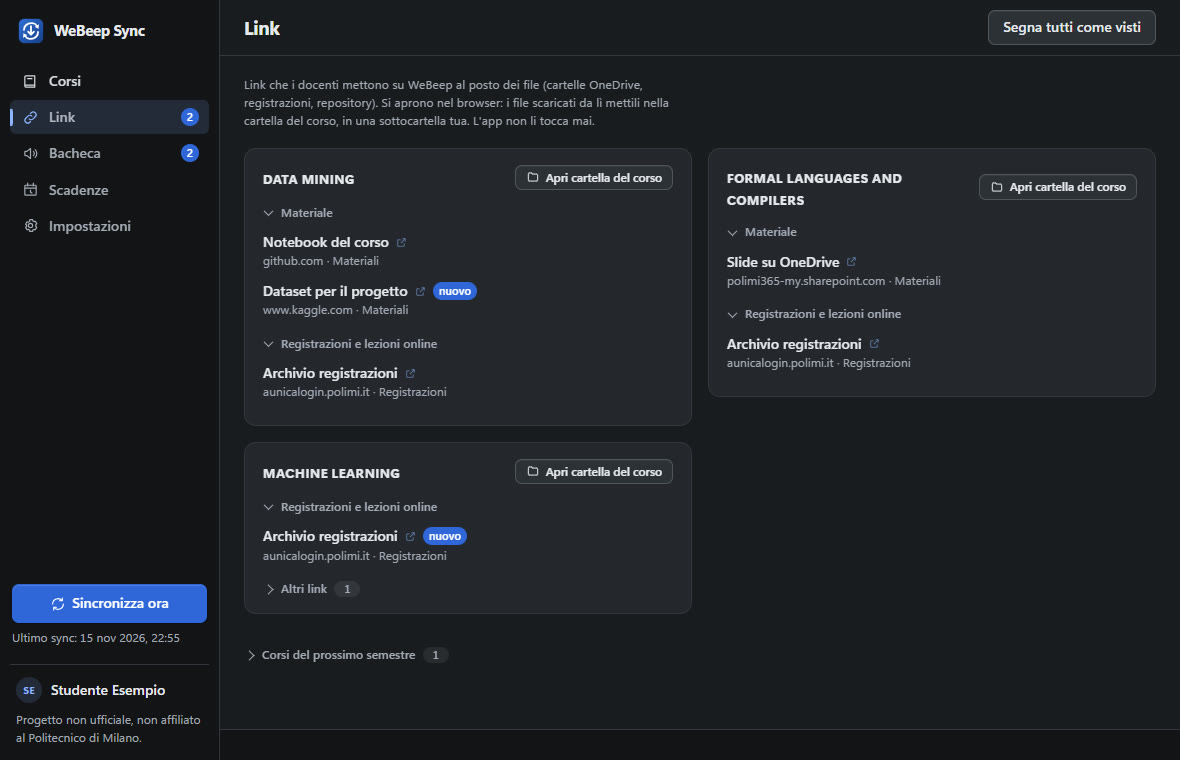 WeBeep Sync
Corsi
Link 2
Bacheca 2
Scadenze
Impostazioni
Sincronizza ora
Ultimo sync: 15 nov 2026, 22:55
SE Studente Esempio
Progetto non ufficiale, non affiliato
al Politecnico di Milano.
Link
Segna tutti come visti
Link che i docenti mettono su WeBeep al posto dei file (cartelle OneDrive,
registrazioni, repository). Si aprono nel browser: i file scaricati da lì mettili nella
cartella del corso, in una sottocartella tua. L'app non li tocca mai.
DATA MINING
Apri cartella del corso
Materiale
Notebook del corso
github.com · Materiali
Dataset per il progetto nuovo
www.kaggle.com · Materiali
Registrazioni e lezioni online
Archivio registrazioni
aunicalogin.polimi.it · Registrazioni
FORMAL LANGUAGES AND
COMPILERS
Apri cartella del corso
Materiale
Slide su OneDrive
polimi365-my.sharepoint.com · Materiali
Registrazioni e lezioni online
Archivio registrazioni
aunicalogin.polimi.it · Registrazioni
MACHINE LEARNING
Apri cartella del corso
Registrazioni e lezioni online
Archivio registrazioni nuovo
aunicalogin.polimi.it · Registrazioni
Altri link 1
Corsi del prossimo semestre 1